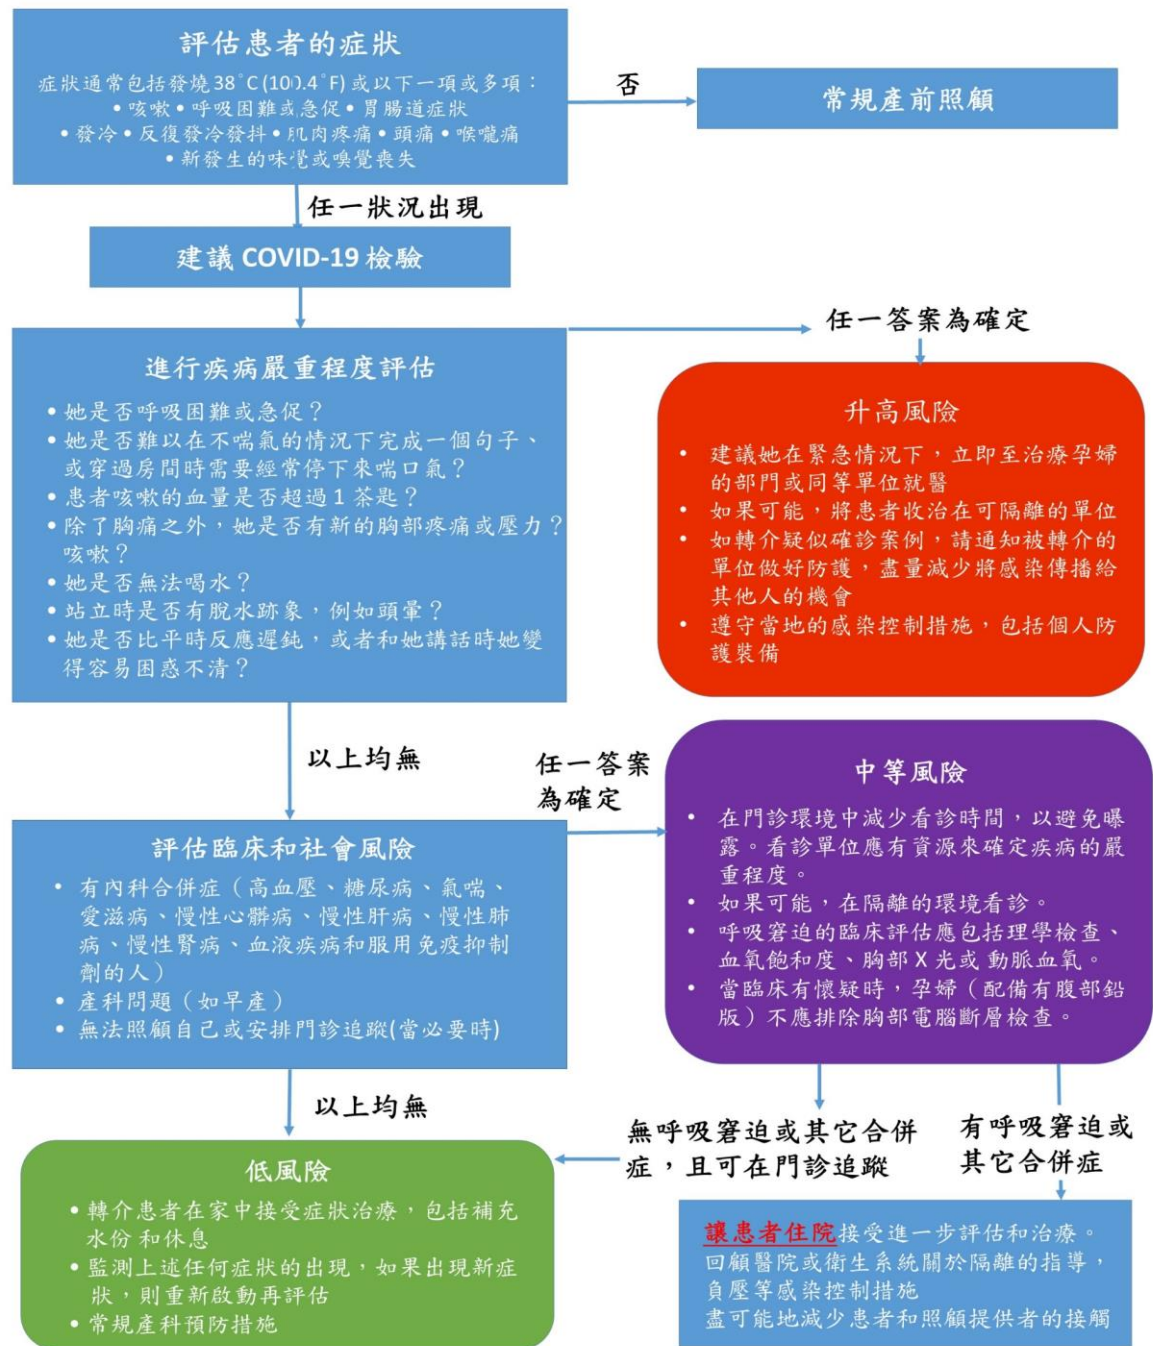 評估患者的症狀
症狀通常包括發燒 38˚C (100.4˚F) 或以下一項或多項：
• 咳嗽 • 呼吸困難或急促 • 胃腸道症狀
• 發冷 • 反復發冷發抖 • 肌肉疼痛 • 頭痛 • 喉嚨痛
• 新發生的味覺或嗅覺喪失
否
常規產前照顧
任一狀況出現
建議 COVID-19 檢驗
進行疾病嚴重程度評估
• 她是否呼吸困難或急促？
• 她是否難以在不喘氣的情況下完成一個句子、
或穿過房間時需要經常停下來喘口氣？
• 患者咳嗽的血量是否超過 1 茶匙？
• 除了胸痛之外，她是否有新的胸部疼痛或壓力？
咳嗽？
• 她是否無法喝水？
• 站立時是否有脫水跡象，例如頭暈？
• 她是否比平時反應遲鈍，或者和她講話時她變
得容易困惑不清？
任一答案為確定
升高風險
• 建議她在緊急情況下，立即至治療孕婦
的部門或同等單位就醫
• 如果可能，將患者收治在可隔離的單位
• 如轉介疑似確診案例，請通知被轉介的
單位做好防護，盡量減少將感染傳播給
其他人的機會
• 遵守當地的感染控制措施，包括個人防
護裝備
以上均無
任一答案
為確定
評估臨床和社會風險
• 有內科合併症（高血壓、糖尿病、氣喘、
愛滋病、慢性心髒病、慢性肝病、慢性肺
病、慢性腎病、血液疾病和服用免疫抑制
劑的人）
• 產科問題（如早產）
• 無法照顧自己或安排門診追蹤(當必要時)
中等風險
• 在門診環境中減少看診時間，以避免曝
露。看診單位應有資源來確定疾病的嚴
重程度。
• 如果可能，在隔離的環境看診。
• 呼吸窘迫的臨床評估應包括理學檢查、
血氧飽和度、胸部 X 光或 動脈血氧。
• 當臨床有懷疑時，孕婦（配備有腹部鉛
版）不應排除胸部電腦斷層檢查。
以上均無
無呼吸窘迫或其它合併
症，且可在門診追蹤
有呼吸窘迫或
其它合併症
低風險
• 轉介患者在家中接受症狀治療，包括補充
水份 和休息
• 監測上述任何症狀的出現，如果出現新症
狀，則重新啟動再評估
• 常規產科預防措施
讓患者住院接受進一步評估和治療。
回顧醫院或衛生系統關於隔離的指導，
負壓等感染控制措施
盡可能地減少患者和照顧提供者的接觸